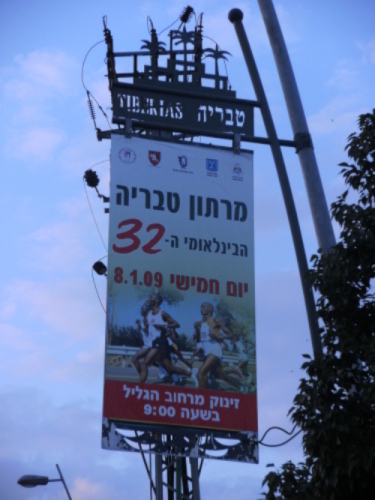 TIBERIAS טבריה
מרתון טבריה
הבינלאומי ה-32
יום חמישי 8.1.09
זינוק מרחוב הגליל
בשעה 9:00